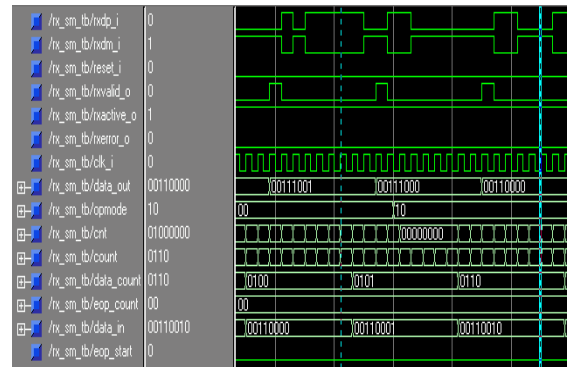 /rx_sm_tb/rxdp_i 0
/rx_sm_tb/rxdm_i 1
/rx_sm_tb/reset_i 0
/rx_sm_tb/rxvalid_o 0
/rx_sm_tb/rxactive_o 1
/rx_sm_tb/rxerror_o 0
/rx_sm_tb/clk_i 0
/rx_sm_tb/data_out 00110000 00111001 00111000 00110000
/rx_sm_tb/opmode 10 00 10
/rx_sm_tb/cnt 01000000 00000000
/rx_sm_tb/count 0110
/rx_sm_tb/data_count 0110 0100 0101 0110
/rx_sm_tb/eop_count 00 00
/rx_sm_tb/data_in 00110010 00110000 00110001 00110010
/rx_sm_tb/eop_start 0